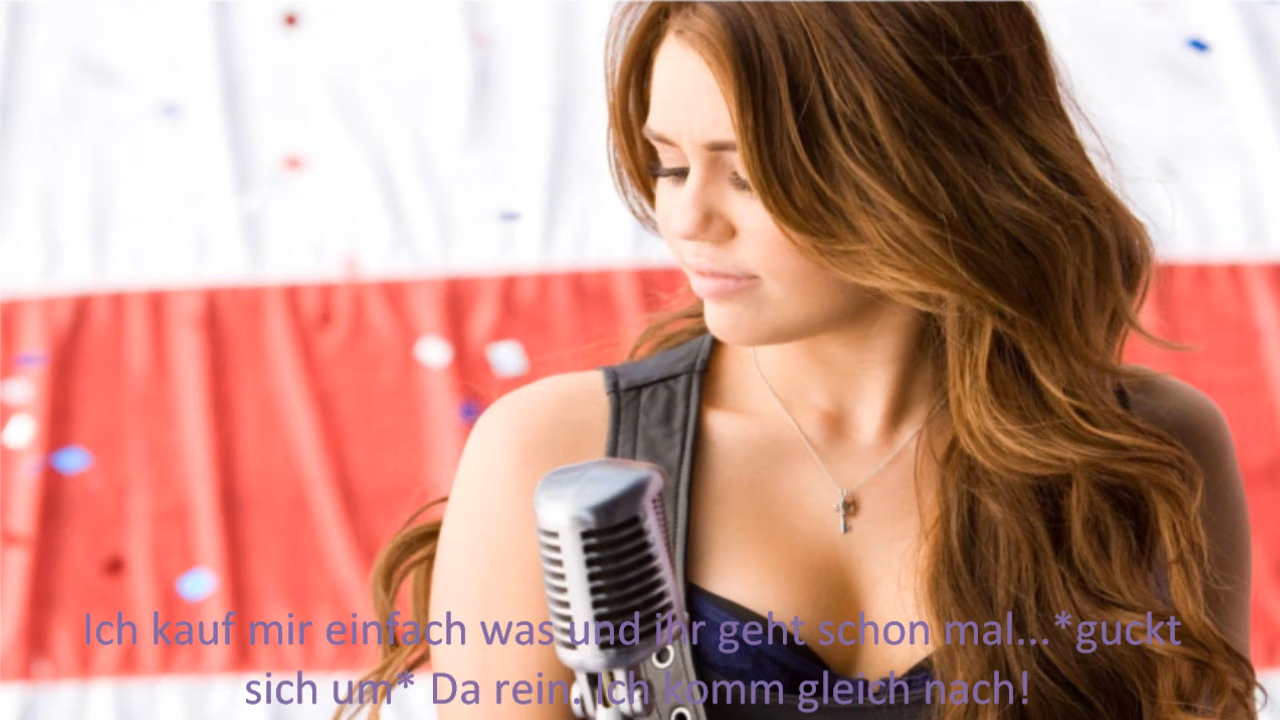 Ich kauf mir einfach was und ihr geht schon mal...*guckt
sich um* Da rein. Ich komm gleich nach!